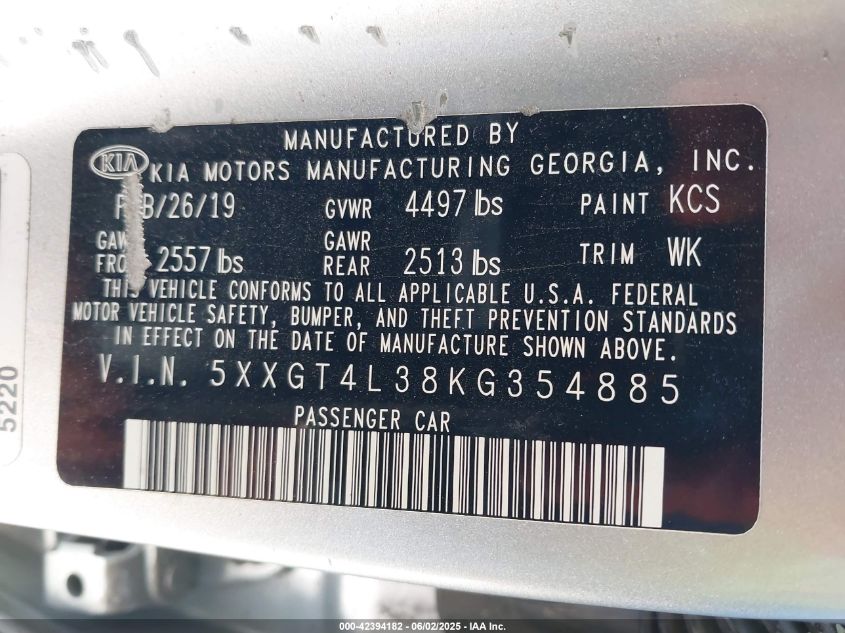 MANUFACTURED BY
KIA KIA MOTORS MANUFACTURING GEORGIA, INC.
/26/19 GVWR 4497 lbs PAINT KCS
GAWR GAWR
2557 lbs REAR 2513 lbs TRIM WK
THIS VEHICLE CONFORMS TO ALL APPLICABLE U.S.A. FEDERAL
MOTOR VEHICLE SAFETY, BUMPER, AND THEFT PREVENTION STANDARDS
IN EFFECT ON THE DATE OF MANUFACTURE SHOWN ABOVE.
V.I.N. 5XXGT4L38KG354885
PASSENGER CAR
5220
000-42394182 - 06/02/2025 - IAA Inc.